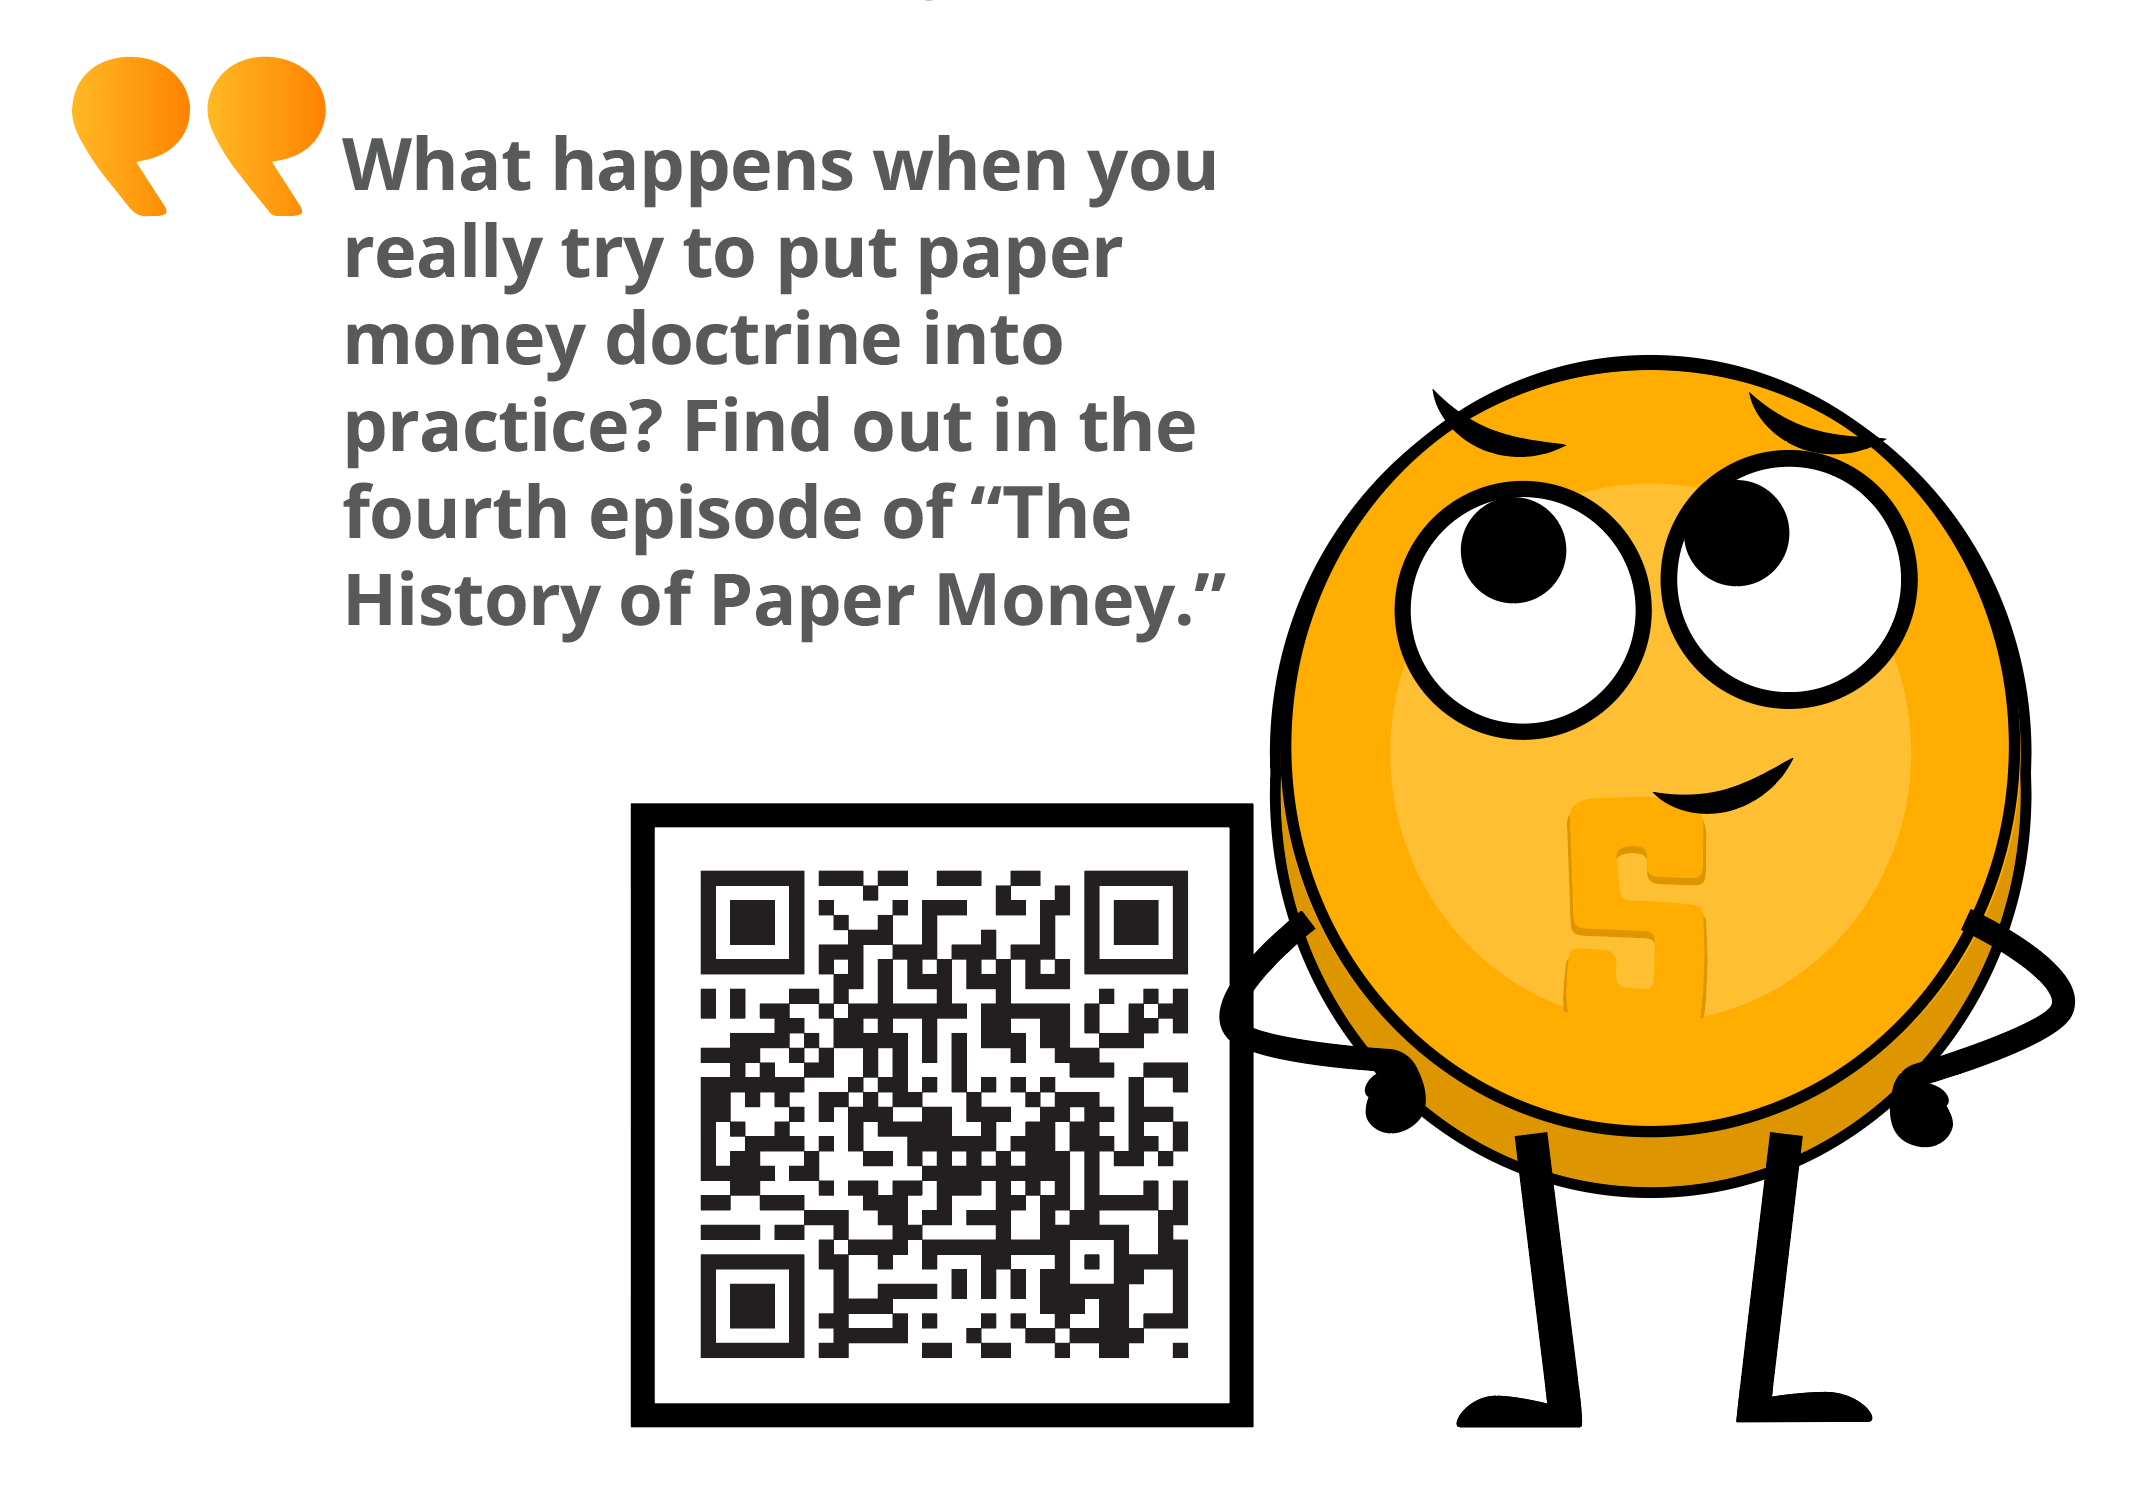 What happens when you
really try to put paper
money doctrine into
practice? Find out in the
fourth episode of “The
History of Paper Money.”
S